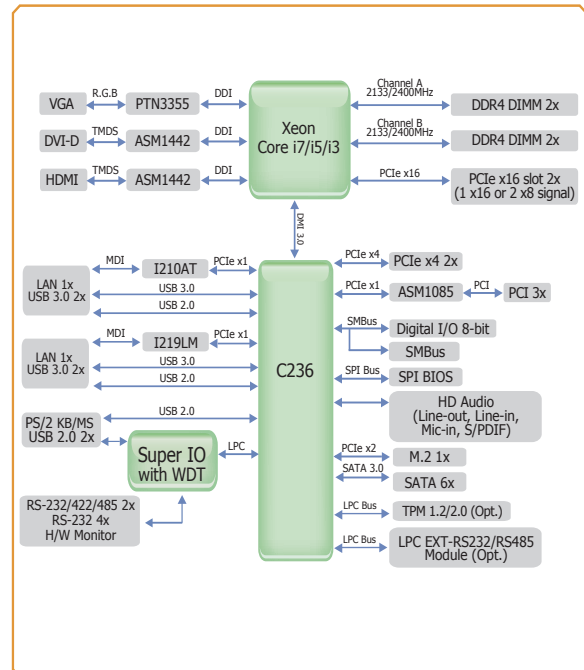 VGA
R.G.B
PTN3355
DDI
DVI-D
TMDS
ASM1442
DDI
HDMI
TMDS
ASM1442
DDI
Xeon
Core i7/i5/i3
Channel A
2133/2400MHz
DDR4 DIMM 2x
Channel B
2133/2400MHz
DDR4 DIMM 2x
PCIe x16
PCIe x16 slot 2x
(1 x16 or 2 x8 signal)
DMI 3.0
LAN 1x
USB 3.0 2x
MDI
I210AT
PCIe x1
USB 3.0
USB 2.0
LAN 1x
USB 3.0 2x
MDI
I219LM
PCIe x1
USB 3.0
USB 2.0
PS/2 KB/MS
USB 2.0 2x
USB 2.0
Super IO
with WDT
LPC
RS-232/422/485 2x
RS-232 4x
H/W Monitor
C236
PCIe x4
PCIe x4 2x
PCIe x1
ASM1085
PCI
PCI 3x
SMBus
Digital I/O 8-bit
SMBus
SPI Bus
SPI BIOS
HD Audio
(Line-out, Line-in,
Mic-in, S/PDIF)
PCIe x2
M.2 1x
SATA 3.0
SATA 6x
LPC Bus
TPM 1.2/2.0 (Opt.)
LPC Bus
LPC EXT-RS232/RS485
Module (Opt.)